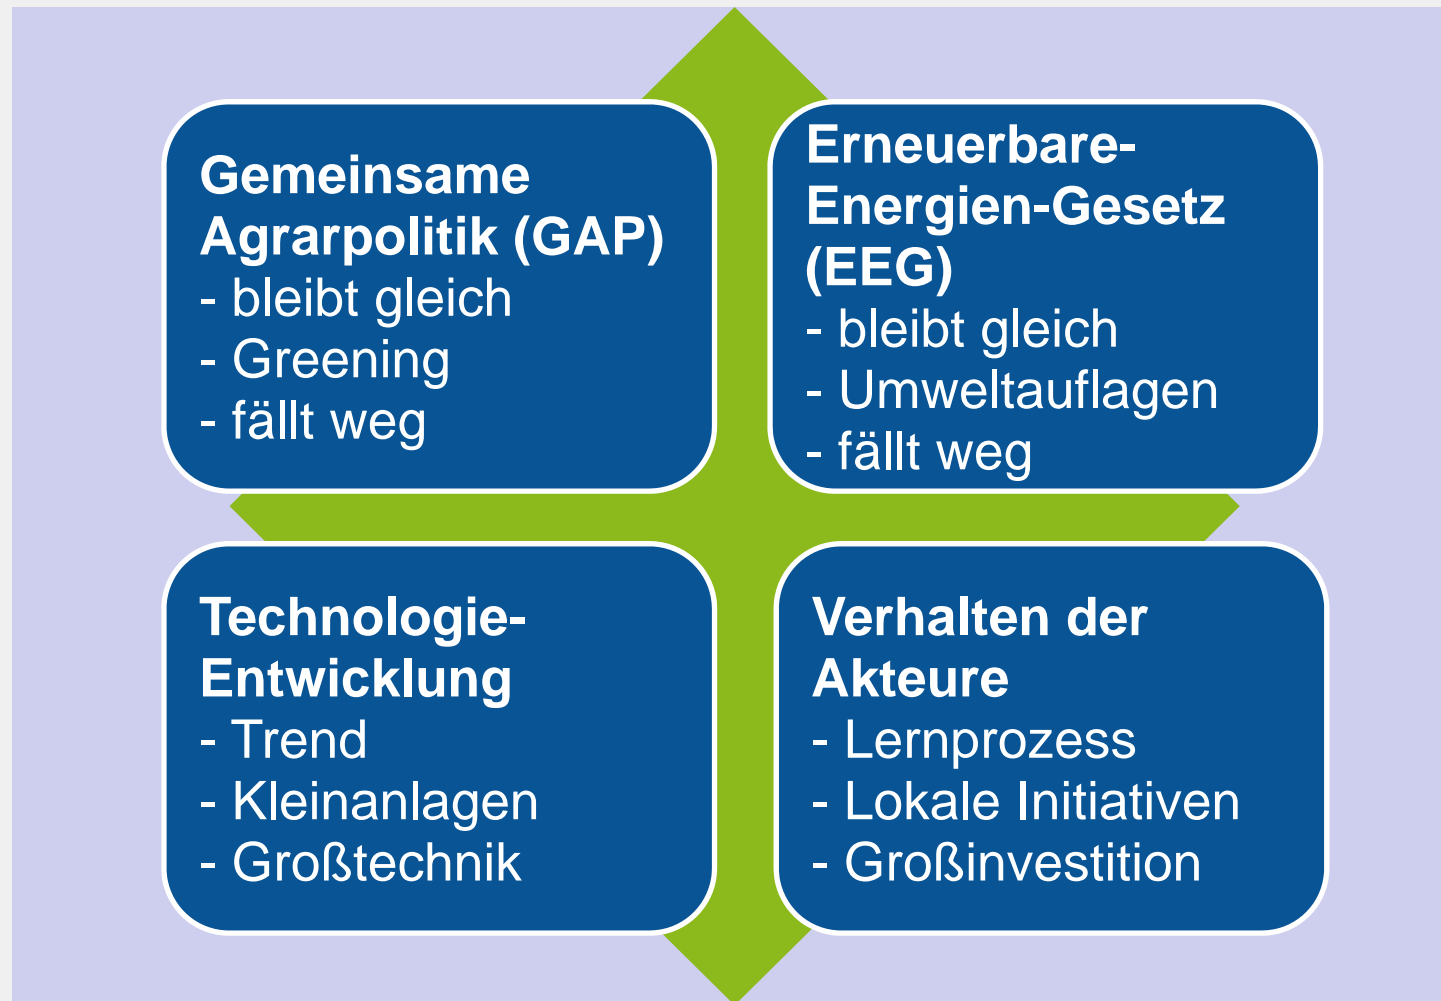 Gemeinsame
Agrarpolitik (GAP)
- bleibt gleich
- Greening
- fällt weg
Erneuerbare-
Energien-Gesetz
(EEG)
- bleibt gleich
- Umweltauflagen
- fällt weg
Technologie-
Entwicklung
- Trend
- Kleinanlagen
- Großtechnik
Verhalten der
Akteure
- Lernprozess
- Lokale Initiativen
- Großinvestition